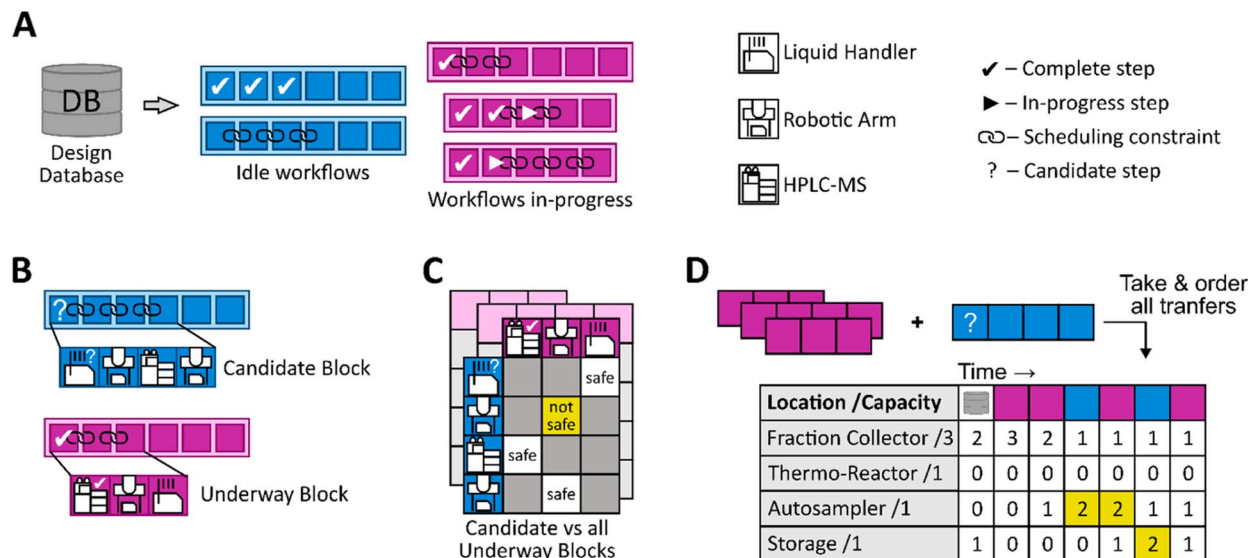 A
DB
Design
Database
Idle workflows
Workflows in-progress
Liquid Handler
Robotic Arm
HPLC-MS
✔ – Complete step
► – In-progress step
– Scheduling constraint
? – Candidate step
B
?
?
Candidate Block
Underway Block
C
?
safe
not
safe
safe
safe
Candidate vs all
Underway Blocks
D
+
?
Take & order
all tranfers
Time →
Location /Capacity
Fraction Collector /3 2 3 2 1 1 1 1
Thermo-Reactor /1 0 0 0 0 0 0 0
Autosampler /1 0 0 1 2 2 1 1
Storage /1 1 0 0 0 1 2 1